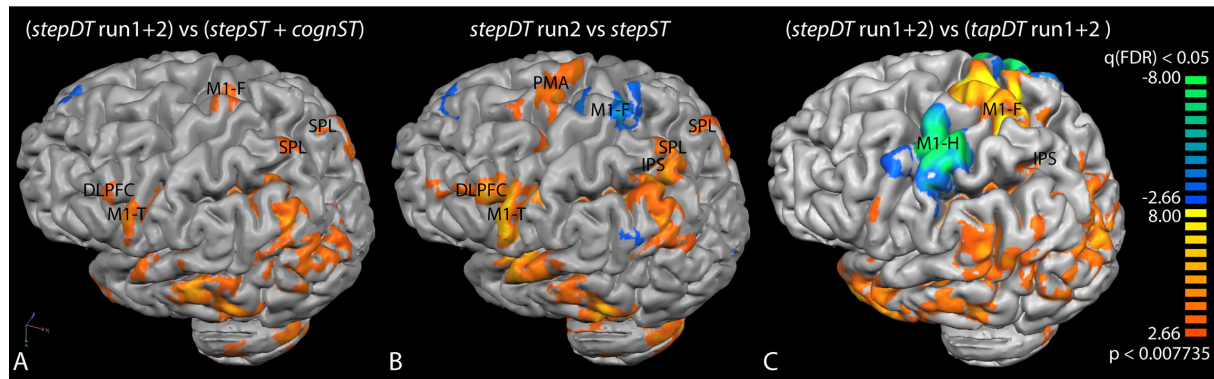 (stepDT run1+2) vs (stepST + cognST)
M1-F
SPL
SPL
DLPFC
M1-T
A
stepDT run2 vs stepST
PMA
M1-F
SPL
SPL
IPS
DLPFC
M1-T
B
(stepDT run1+2) vs (tapDT run1+2 )
M1-F
M1-H
IPS
C
q(FDR) < 0.05
-8.00
-2.66
8.00
2.66
p < 0.007735